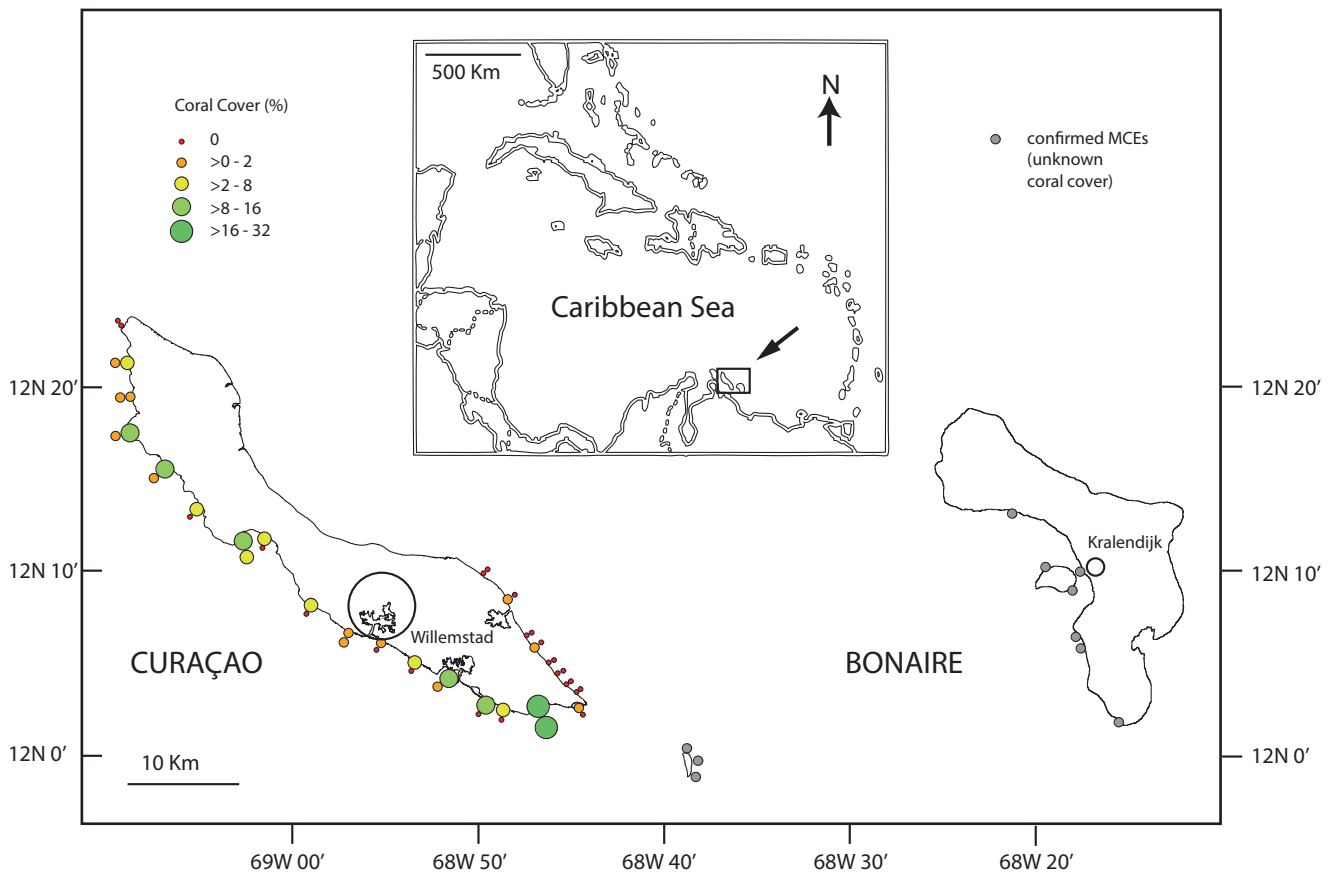 500 Km
N
Coral Cover (%)
0
>0 - 2
>2 - 8
>8 - 16
>16 - 32
confirmed MCEs
(unknown
coral cover)
Caribbean Sea
12N 20′
12N 20′
Kralendijk
12N 10′
12N 10′
Willemstad
CURAÇAO
BONAIRE
12N 0′
12N 0′
10 Km
69W 00′
68W 50′
68W 40′
68W 30′
68W 20′